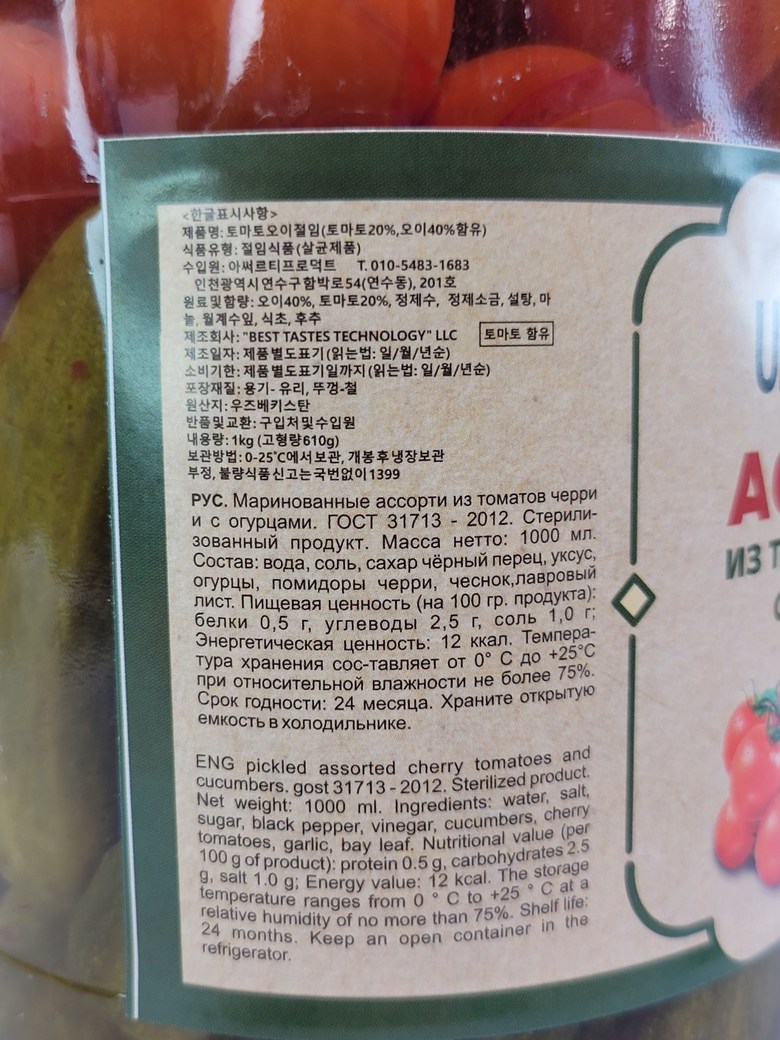 <한글표시사항>
제품명: 토마토오이절임(토마토20%,오이40%함유)
식품유형: 절임식품(살균제품)
수입원: 아써르티프로덕트 T. 010-5483-1683
인천광역시연수구함박로54(연수동), 201호
원료및함량: 오이40%, 토마토20%, 정제수, 정제소금, 설탕, 마
늘, 월계수잎, 식초, 후추
제조회사: "BEST TASTES TECHNOLOGY" LLC 토마토 함유
제조일자: 제품별도표기(읽는법: 일/월/년순)
소비기한: 제품별도표기일까지(읽는법: 일/월/년순)
포장재질: 용기- 유리, 뚜껑-철
원산지: 우즈베키스탄
반품및교환: 구입처및수입원
내용량: 1kg (고형량610g)
보관방법: 0-25°C에서보관, 개봉후냉장보관
부정, 불량식품신고는국번없이1399
РУС. Маринованные ассорти из томатов черри
и с огурцами. ГОСТ 31713 - 2012. Стерили-
зованный продукт. Масса нетто: 1000 мл.
Состав: вода, соль, сахар чёрный перец, уксус,
огурцы, помидоры черри, чеснок,лавровый
лист. Пищевая ценность (на 100 гр. продукта):
белки 0,5 г, углеводы 2,5 г, соль 1,0 г;
Энергетическая ценность: 12 ккал. Темпера-
тура хранения сос-тавляет от 0° С до +25°С
при относительной влажности не более 75%.
Срок годности: 24 месяца. Храните открытую
емкость в холодильнике.
ENG pickled assorted cherry tomatoes and
cucumbers. gost 31713 - 2012. Sterilized product.
Net weight: 1000 ml. Ingredients: water, salt,
sugar, black pepper, vinegar, cucumbers, cherry
tomatoes, garlic, bay leaf. Nutritional value (per
100 g of product): protein 0.5 g, carbohydrates 2.5
g, salt 1.0 g; Energy value: 12 kcal. The storage
temperature ranges from 0 ° C to +25 ° C at a
relative humidity of no more than 75%. Shelf life:
24 months. Keep an open container in the
refrigerator.
ИЗ